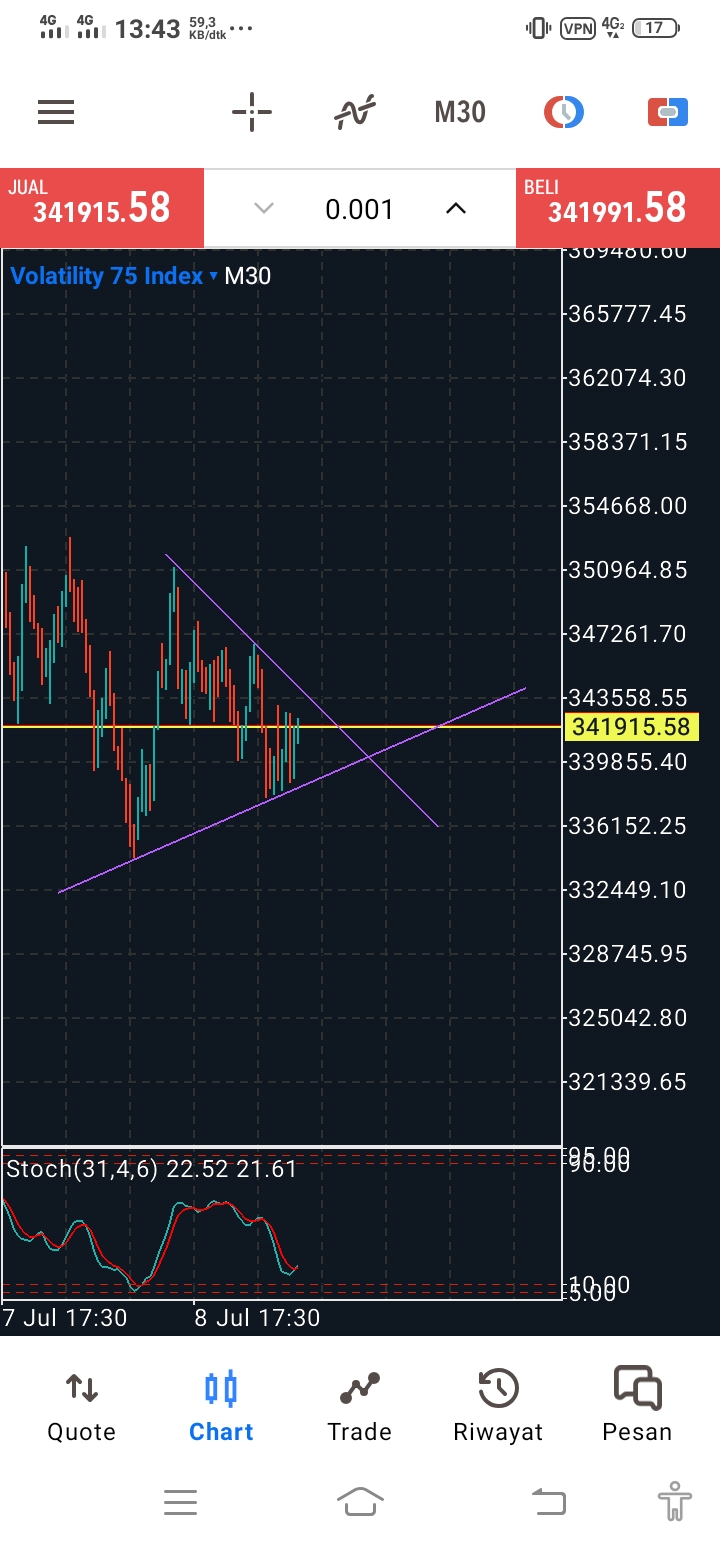 4G 4G 13:43 59,3 KB/dtk ... VPN 4G2 17
M30
JUAL 341915.58 0.001 BELI 341991.58
369480.60
Volatility 75 Index M30
365777.45
362074.30
358371.15
354668.00
350964.85
347261.70
343558.55
341915.58
339855.40
336152.25
332449.10
328745.95
325042.80
321339.65
95.00
90.00
Stoch(31,4,6) 22.52 21.61
10.00
5.00
7 Jul 17:30 8 Jul 17:30
Quote Chart Trade Riwayat Pesan